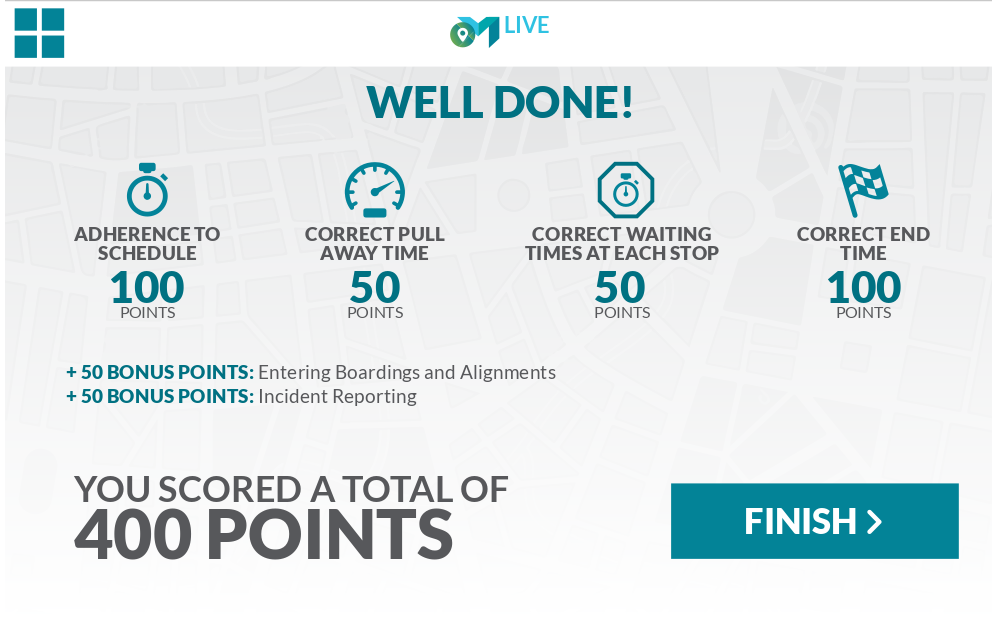 LIVE
WELL DONE!
ADHERENCE TO
SCHEDULE
100
POINTS
CORRECT PULL
AWAY TIME
50
POINTS
CORRECT WAITING
TIMES AT EACH STOP
50
POINTS
CORRECT END
TIME
100
POINTS
+ 50 BONUS POINTS: Entering Boardings and Alignments
+ 50 BONUS POINTS: Incident Reporting
YOU SCORED A TOTAL OF
400 POINTS
FINISH >